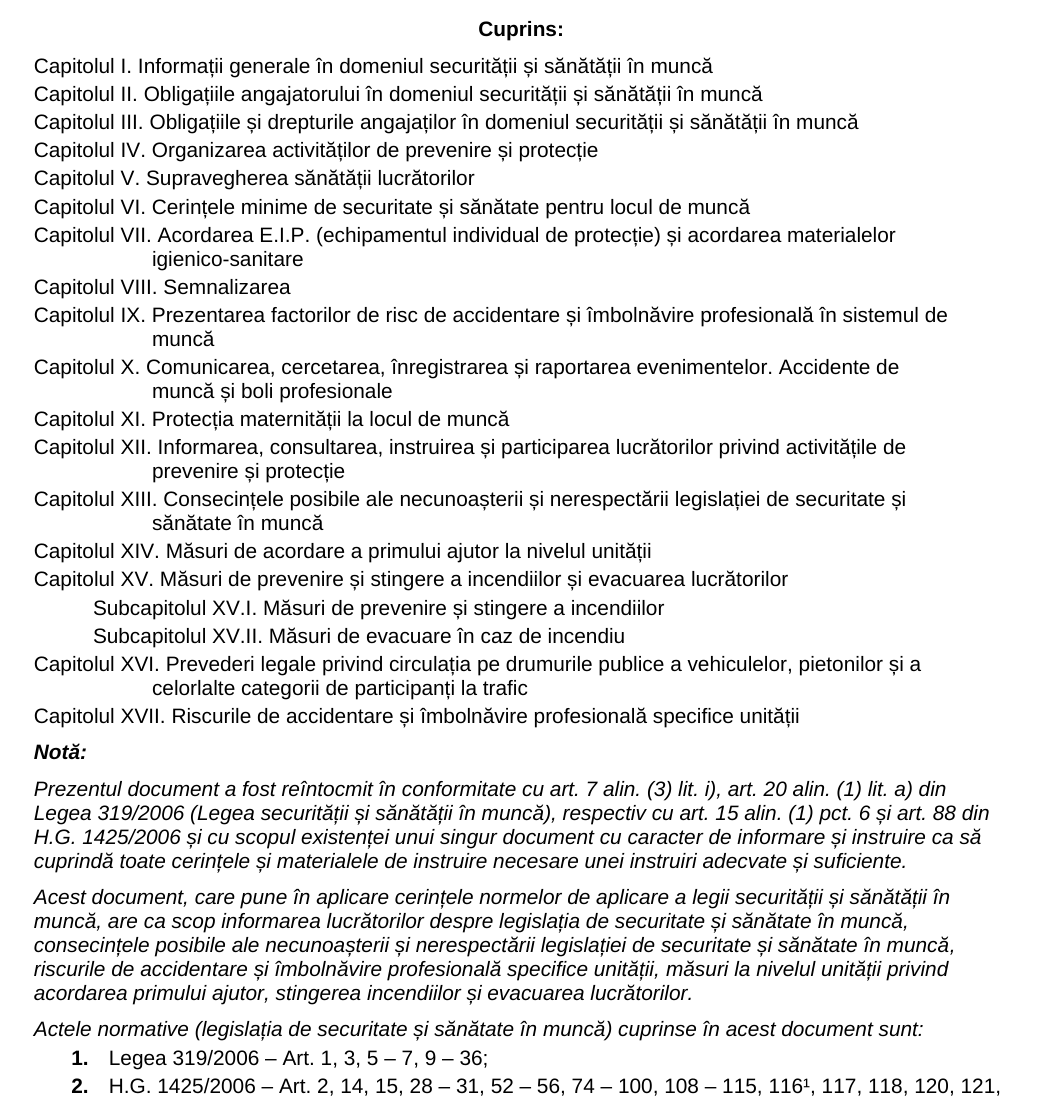 Cuprins:
Capitolul I. Informații generale în domeniul securității și sănătății în muncă
Capitolul II. Obligațiile angajatorului în domeniul securității și sănătății în muncă
Capitolul III. Obligațiile și drepturile angajaților în domeniul securității și sănătății în muncă
Capitolul IV. Organizarea activităților de prevenire și protecție
Capitolul V. Supravegherea sănătății lucrătorilor
Capitolul VI. Cerințele minime de securitate și sănătate pentru locul de muncă
Capitolul VII. Acordarea E.I.P. (echipamentul individual de protecție) și acordarea materialelor
igienico-sanitare
Capitolul VIII. Semnalizarea
Capitolul IX. Prezentarea factorilor de risc de accidentare și îmbolnăvire profesională în sistemul de
muncă
Capitolul X. Comunicarea, cercetarea, înregistrarea și raportarea evenimentelor. Accidente de
muncă și boli profesionale
Capitolul XI. Protecția maternității la locul de muncă
Capitolul XII. Informarea, consultarea, instruirea și participarea lucrătorilor privind activitățile de
prevenire și protecție
Capitolul XIII. Consecințele posibile ale necunoașterii și nerespectării legislației de securitate și
sănătate în muncă
Capitolul XIV. Măsuri de acordare a primului ajutor la nivelul unității
Capitolul XV. Măsuri de prevenire și stingere a incendiilor și evacuarea lucrătorilor
Subcapitolul XV.I. Măsuri de prevenire și stingere a incendiilor
Subcapitolul XV.II. Măsuri de evacuare în caz de incendiu
Capitolul XVI. Prevederi legale privind circulația pe drumurile publice a vehiculelor, pietonilor și a
celorlalte categorii de participanți la trafic
Capitolul XVII. Riscurile de accidentare și îmbolnăvire profesională specifice unității
Notă:
Prezentul document a fost reîntocmit în conformitate cu art. 7 alin. (3) lit. i), art. 20 alin. (1) lit. a) din
Legea 319/2006 (Legea securității și sănătății în muncă), respectiv cu art. 15 alin. (1) pct. 6 și art. 88 din
H.G. 1425/2006 și cu scopul existenței unui singur document cu caracter de informare și instruire ca să
cuprindă toate cerințele și materialele de instruire necesare unei instruiri adecvate și suficiente.
Acest document, care pune în aplicare cerințele normelor de aplicare a legii securității și sănătății în
muncă, are ca scop informarea lucrătorilor despre legislația de securitate și sănătate în muncă,
consecințele posibile ale necunoașterii și nerespectării legislației de securitate și sănătate în muncă,
riscurile de accidentare și îmbolnăvire profesională specifice unității, măsuri la nivelul unității privind
acordarea primului ajutor, stingerea incendiilor și evacuarea lucrătorilor.
Actele normative (legislația de securitate și sănătate în muncă) cuprinse în acest document sunt:
1. Legea 319/2006 – Art. 1, 3, 5 – 7, 9 – 36;
2. H.G. 1425/2006 – Art. 2, 14, 15, 28 – 31, 52 – 56, 74 – 100, 108 – 115, 116¹, 117, 118, 120, 121,